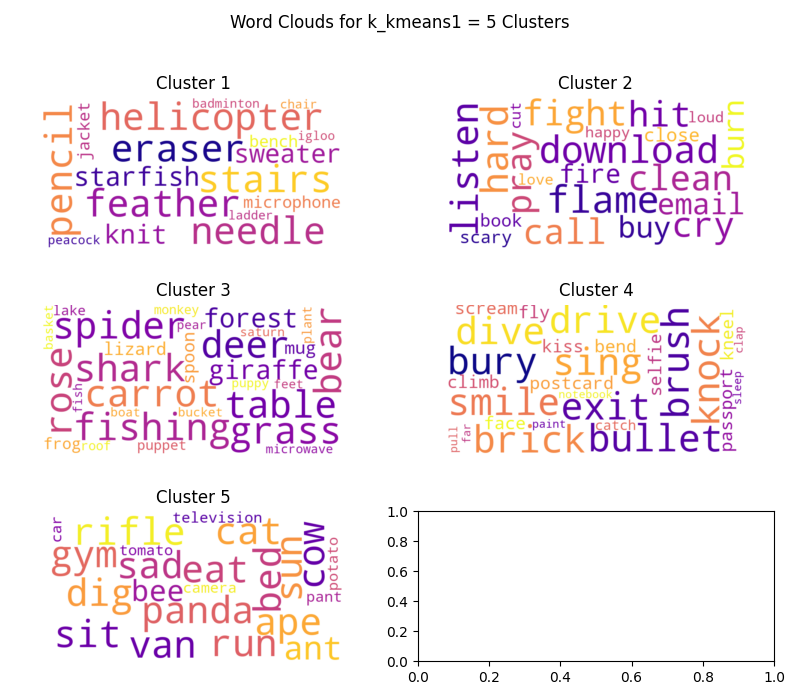 Word Clouds for k_kmeans1 = 5 Clusters
Cluster 1
badminton chair
helicopter
pencil
jacket
igloo
eraser bench
sweater
starfish stairs
feather microphone
ladder
peacock knit needle
Cluster 2
listen hard cut fight hit loud burn
happy close
pray download
love fire clean
flame email
book
scary call buy cry
Cluster 3
lake monkey
basket spider pear forest plant
saturn
lizard deer mug bear
shark spoon giraffe
rose fish carrot puppy feet
boat bucket table
fishing grass
frog roof puppet microwave
Cluster 4
scream fly drive
dive brush knock kneel clap
kiss bend selfie
bury sing
climb postcard passport sleep
notebook
smile exit
face paint catch
pull far brick bullet
Cluster 5
television
car rifle cat cow
gym tomato sad eat bed sun potato
dig bee camera pant
panda ape
sit van run ant
1.0
0.8
0.6
0.4
0.2
0.0
0.0 0.2 0.4 0.6 0.8 1.0